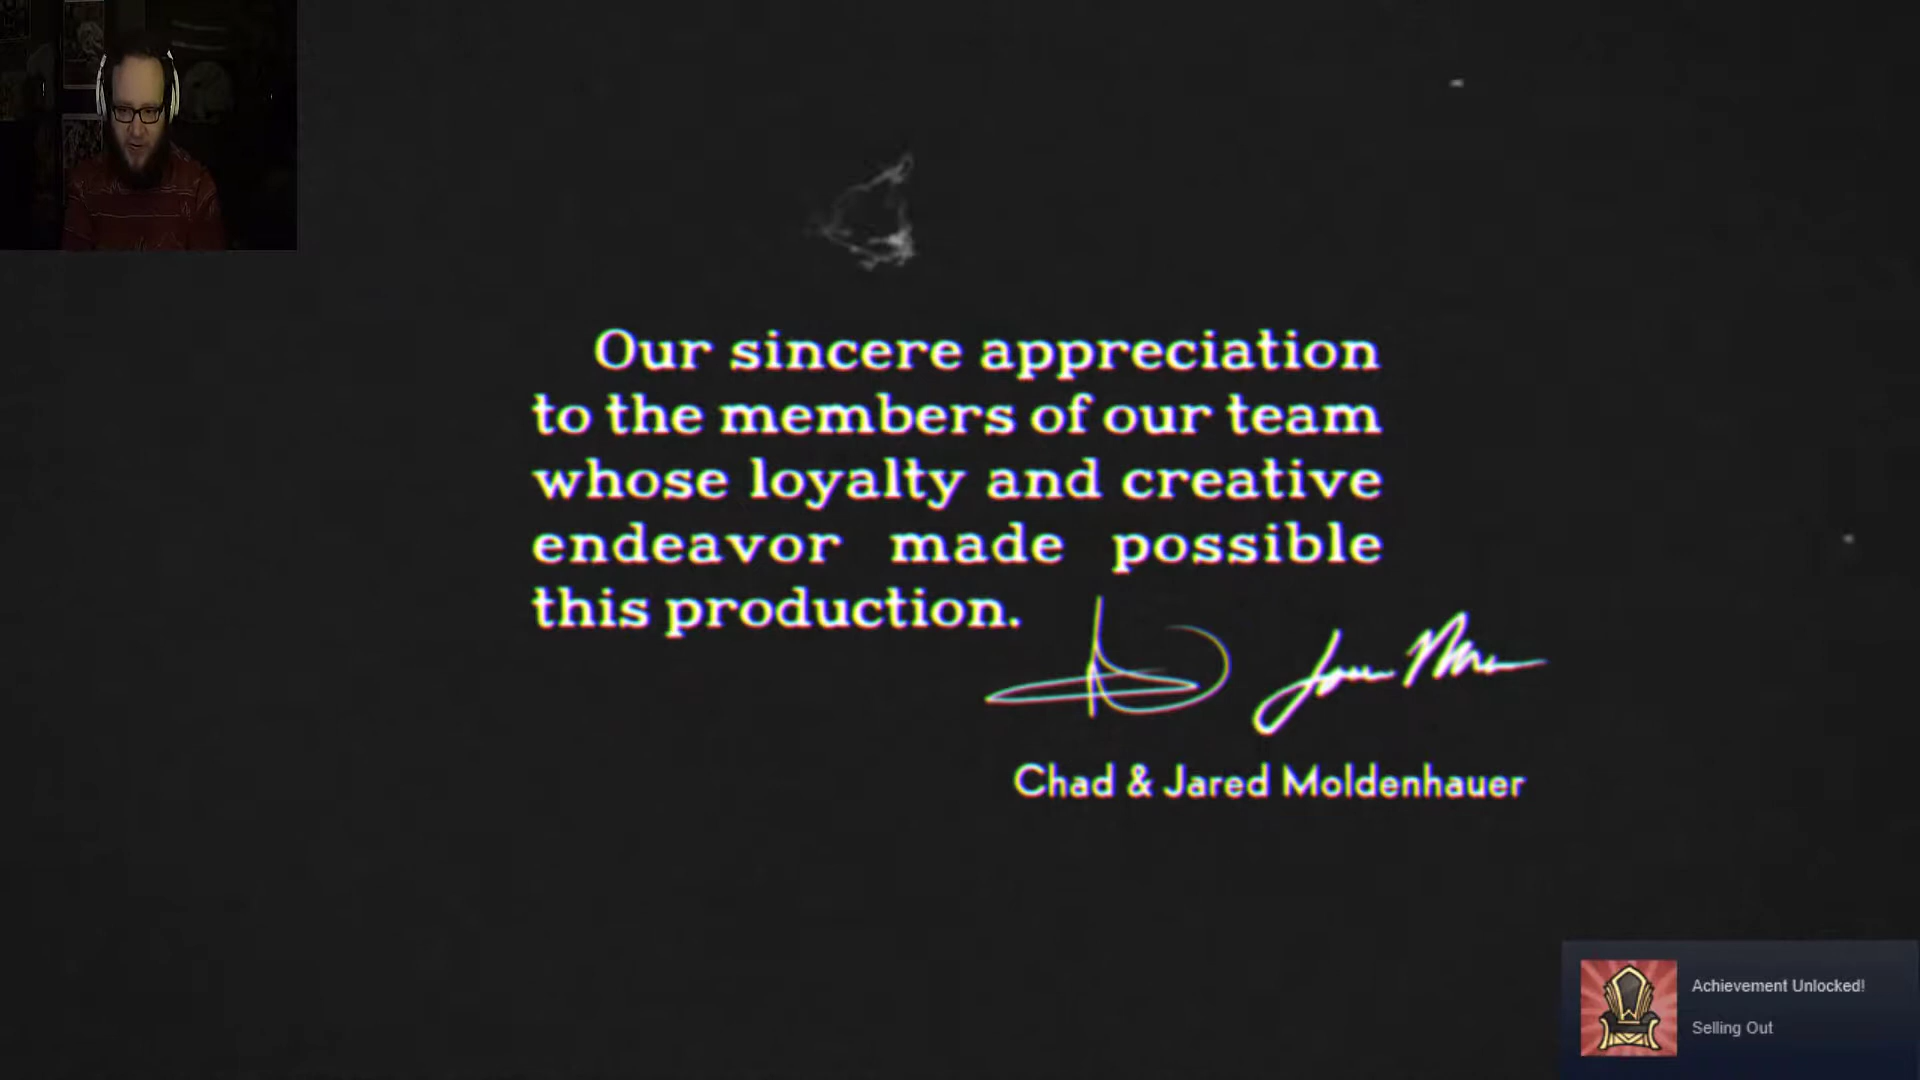 Our sincere appreciation
to the members of our team
whose loyalty and creative
endeavor made possible
this production.
Chad & Jared Moldenhauer
Achievement Unlocked!
Selling Out